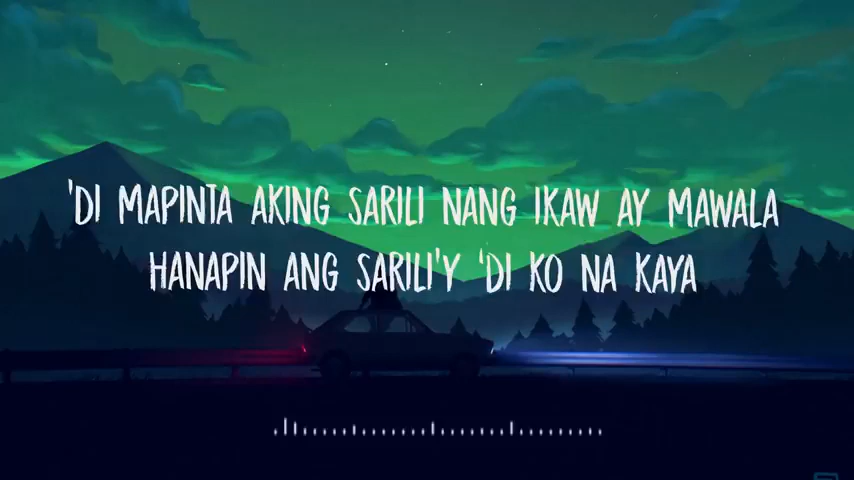 'DI MAPINTA AKING SARILI NANG IKAW AY MAWALA
HANAPIN ANG SARILI'Y 'DI KO NA KAYA